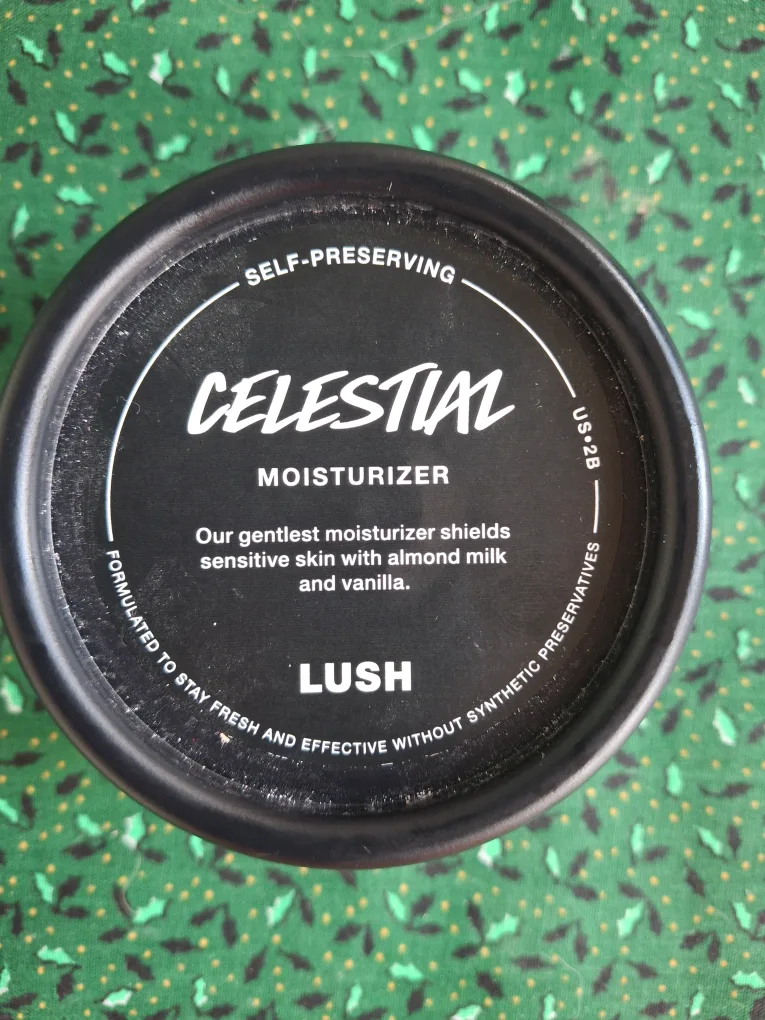 SELF-PRESERVING
US•2B
CELESTIAL
MOISTURIZER
Our gentlest moisturizer shields
sensitive skin with almond milk
and vanilla.
LUSH
FORMULATED TO STAY FRESH AND EFFECTIVE WITHOUT SYNTHETIC PRESERVATIVES